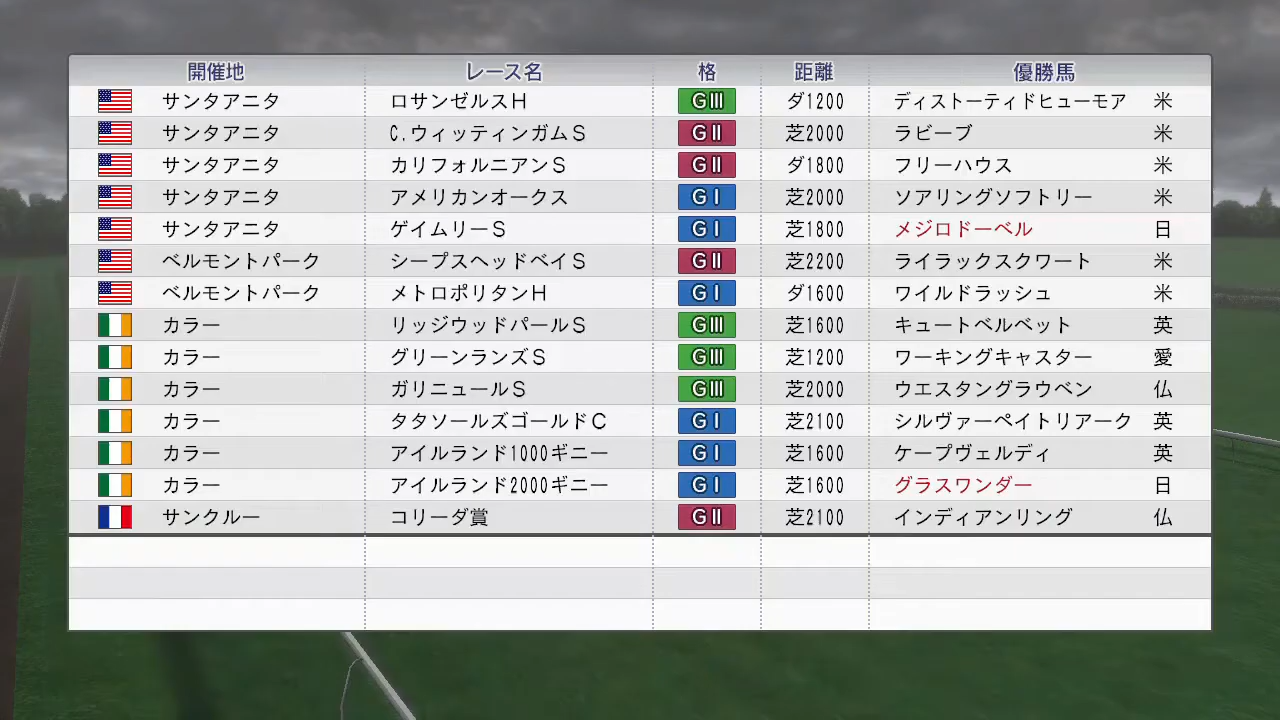 開催地 レース名 格 距離 優勝馬
サンタアニタ ロサンゼルスH GⅢ ダ1200 ディストーティドヒューモア 米
サンタアニタ C.ウィッティンガムS GⅡ 芝2000 ラビーブ 米
サンタアニタ カリフォルニアンS GⅡ ダ1800 フリーハウス 米
サンタアニタ アメリカンオークス GⅠ 芝2000 ソアリングソフトリー 米
サンタアニタ ゲイムリーS GⅠ 芝1800 メジロドーベル 日
ベルモントパーク シープスヘッドベイS GⅡ 芝2200 ライラックスクワート 米
ベルモントパーク メトロポリタンH GⅠ ダ1600 ワイルドラッシュ 米
カラー リッジウッドパールS GⅢ 芝1600 キュートベルベット 英
カラー グリーンランズS GⅢ 芝1200 ワーキングキャスター 愛
カラー ガリニュールS GⅢ 芝2000 ウエスタングラウベン 仏
カラー タタソールズゴールドC GⅠ 芝2100 シルヴァーペイトリアーク 英
カラー アイルランド1000ギニー GⅠ 芝1600 ケープヴェルディ 英
カラー アイルランド2000ギニー GⅠ 芝1600 グラスワンダー 日
サンクルー コリーダ賞 GⅡ 芝2100 インディアンリング 仏